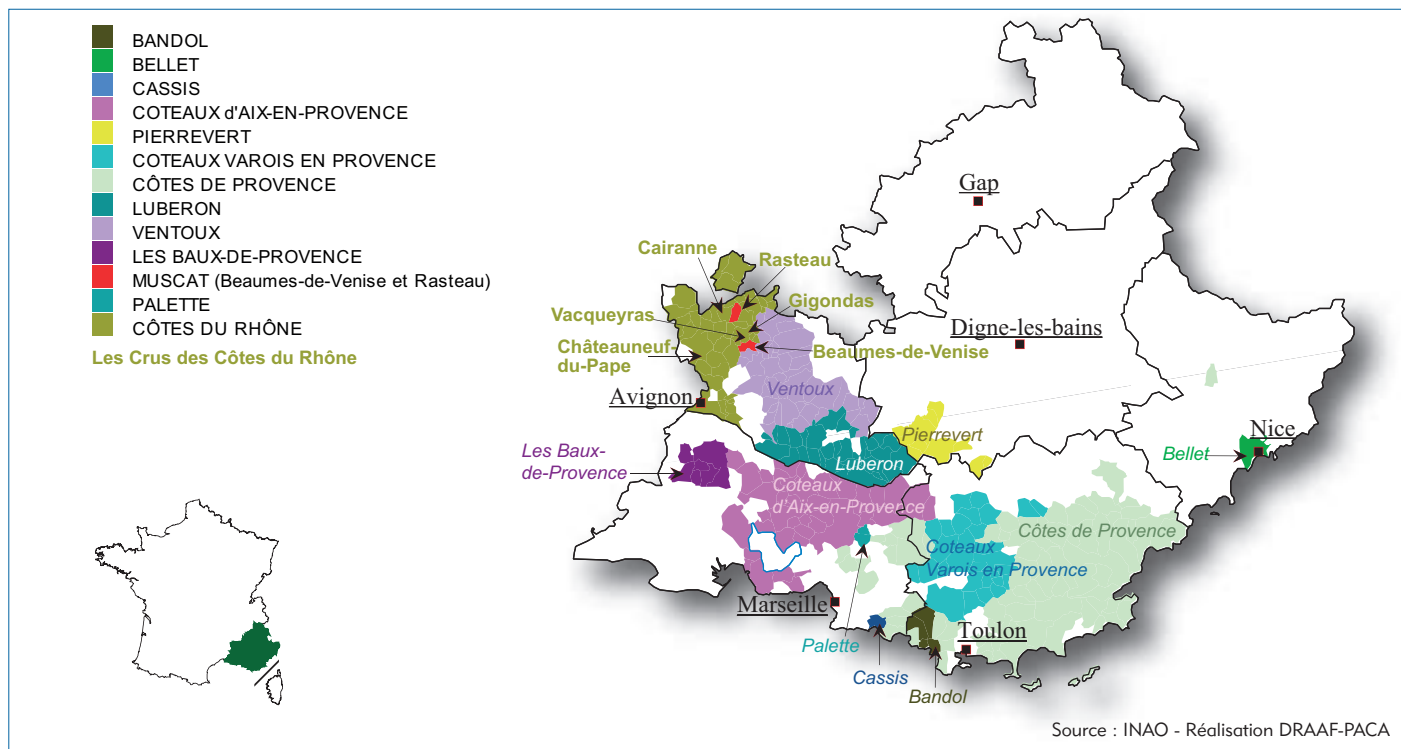 BANDOL
BELLET
CASSIS
COTEAUX d'AIX-EN-PROVENCE
PIERREVERT
COTEAUX VAROIS EN PROVENCE
CÔTES DE PROVENCE
LUBERON
VENTOUX
LES BAUX-DE-PROVENCE
MUSCAT (Beaumes-de-Venise et Rasteau)
PALETTE
CÔTES DU RHÔNE
Les Crus des Côtes du Rhône
Gap
Cairanne
Rasteau
Gigondas
Vacqueyras
Digne-les-bains
Châteauneuf-
du-Pape
Beaumes-de-Venise
Ventoux
Avignon
Pierrevert
Nice
Bellet
Les Baux-
de-Provence
Luberon
Coteaux
d'Aix-en-Provence
Côtes de Provence
Coteaux
Varois en Provence
Marseille
Toulon
Palette
Cassis
Bandol
Source : INAO - Réalisation DRAAF-PACA